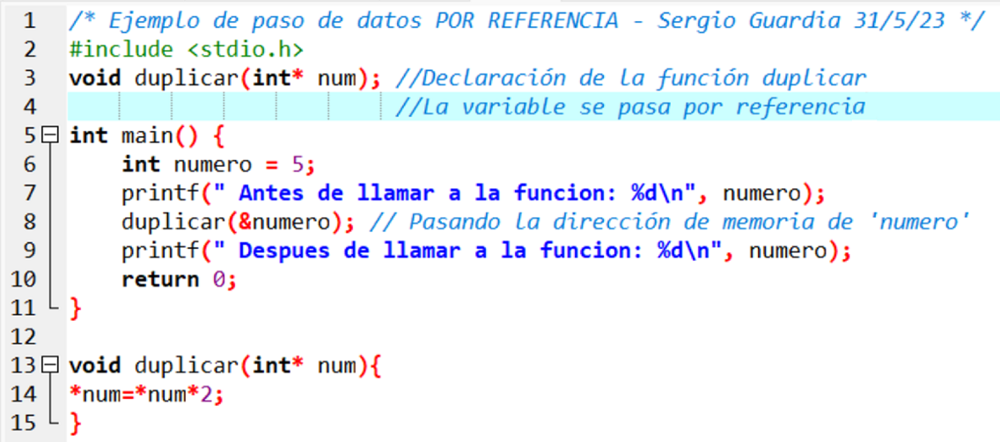 1 /* Ejemplo de paso de datos POR REFERENCIA - Sergio Guardia 31/5/23 */
2 #include <stdio.h>
3 void duplicar(int* num); //Declaración de la función duplicar
4 //La variable se pasa por referencia
5 int main() {
6 int numero = 5;
7 printf(" Antes de llamar a la funcion: %d\n", numero);
8 duplicar(&numero); // Pasando la dirección de memoria de 'numero'
9 printf(" Despues de llamar a la funcion: %d\n", numero);
10 return 0;
11 }
12
13 void duplicar(int* num){
14 *num=*num*2;
15 }